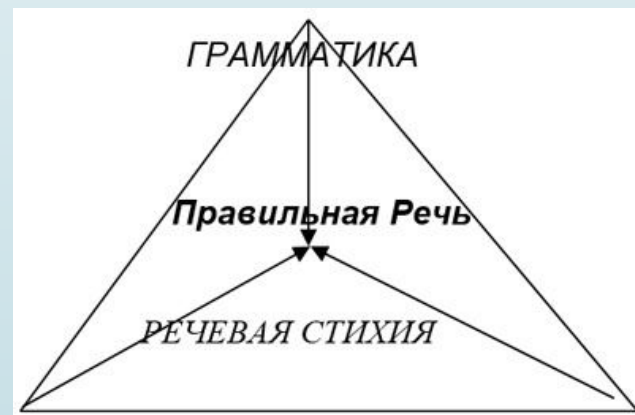 ГРАММАТИКА
Правильная Речь
РЕЧЕВАЯ СТИХИЯ